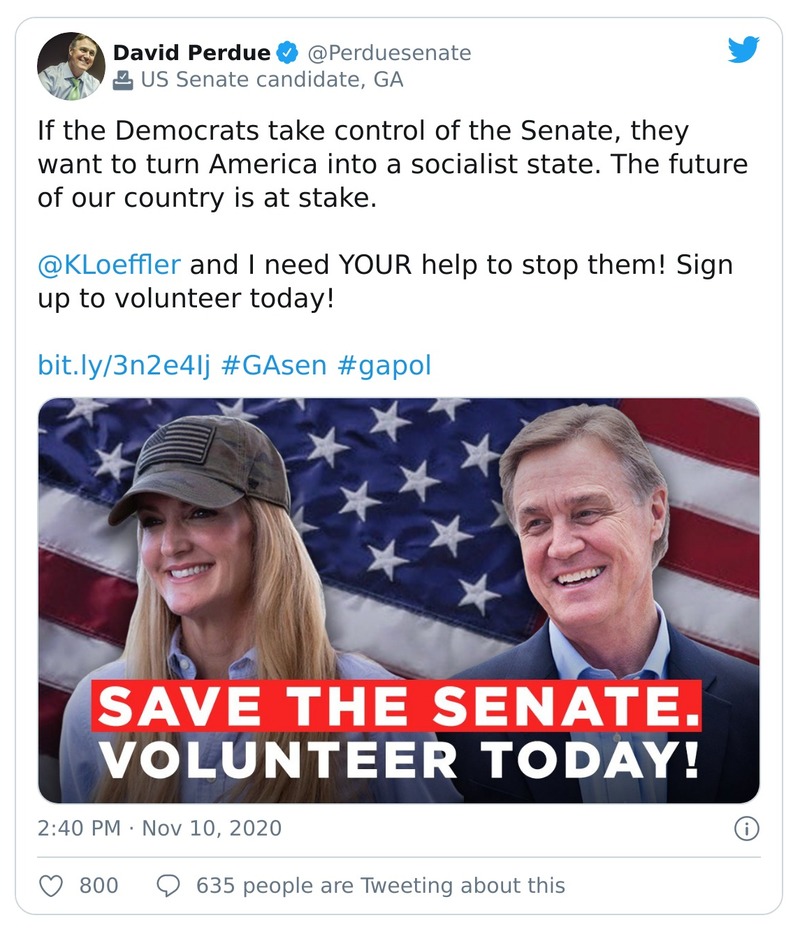 David Perdue @Perduesenate
US Senate candidate, GA
If the Democrats take control of the Senate, they
want to turn America into a socialist state. The future
of our country is at stake.
@KLoeffler and I need YOUR help to stop them! Sign
up to volunteer today!
bit.ly/3n2e4Ij #GAsen #gapol
SAVE THE SENATE.
VOLUNTEER TODAY!
2:40 PM · Nov 10, 2020
800 635 people are Tweeting about this